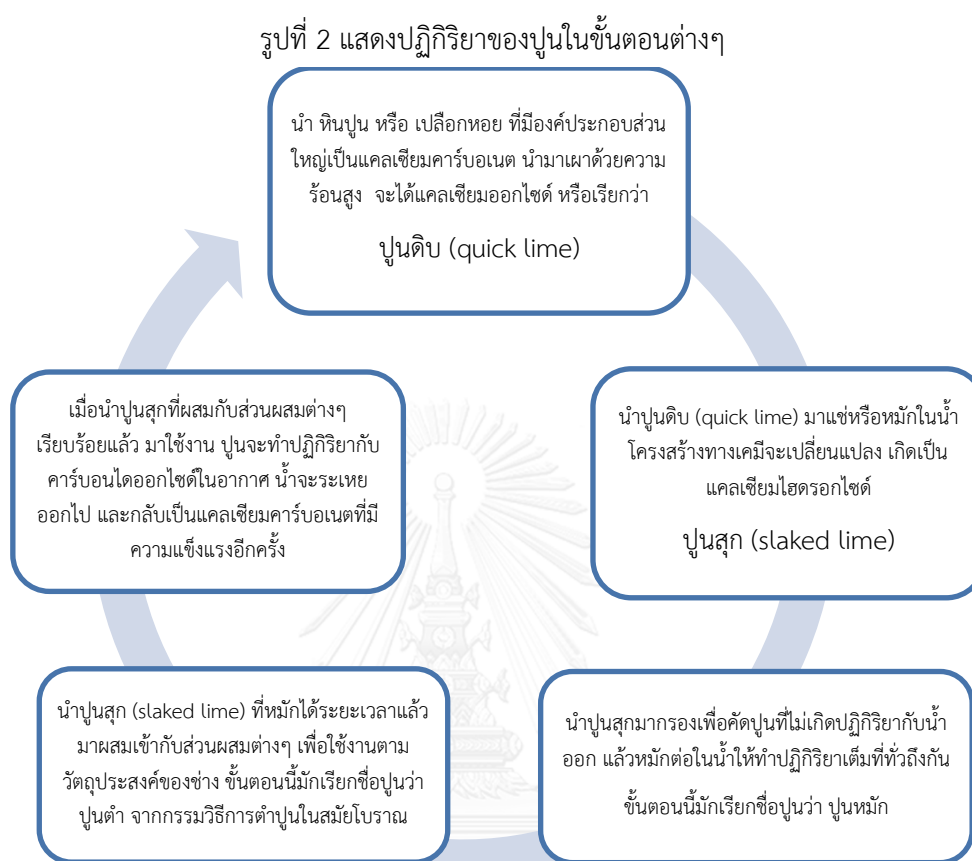 รูปที่ 2 แสดงปฏิกิริยาของปูนในขั้นตอนต่างๆ
นำ หินปูน หรือ เปลือกหอย ที่มีองค์ประกอบส่วน
ใหญ่เป็นแคลเซียมคาร์บอเนต นำมาเผาด้วยความ
ร้อนสูง จะได้แคลเซียมออกไซด์ หรือเรียกว่า
ปูนดิบ (quick lime)
นำปูนดิบ (quick lime) มาแช่หรือหมักในน้ำ
โครงสร้างทางเคมีจะเปลี่ยนแปลง เกิดเป็น
แคลเซียมไฮดรอกไซด์
ปูนสุก (slaked lime)
นำปูนสุกมากรองเพื่อคัดปูนที่ไม่เกิดปฏิกิริยากับน้ำ
ออก แล้วหมักต่อในน้ำให้ทำปฏิกิริยาเต็มที่ทั่วถึงกัน
ขั้นตอนนี้มักเรียกชื่อปูนว่า ปูนหมัก
นำปูนสุก (slaked lime) ที่หมักได้ระยะเวลาแล้ว
มาผสมเข้ากับส่วนผสมต่างๆ เพื่อใช้งานตาม
วัตถุประสงค์ของช่าง ขั้นตอนนี้มักเรียกชื่อปูนว่า
ปูนตำ จากกรรมวิธีการตำปูนในสมัยโบราณ
เมื่อนำปูนสุกที่ผสมกับส่วนผสมต่างๆ
เรียบร้อยแล้ว มาใช้งาน ปูนจะทำปฏิกิริยากับ
คาร์บอนไดออกไซด์ในอากาศ น้ำจะระเหย
ออกไป และกลับเป็นแคลเซียมคาร์บอเนตที่มี
ความแข็งแรงอีกครั้ง